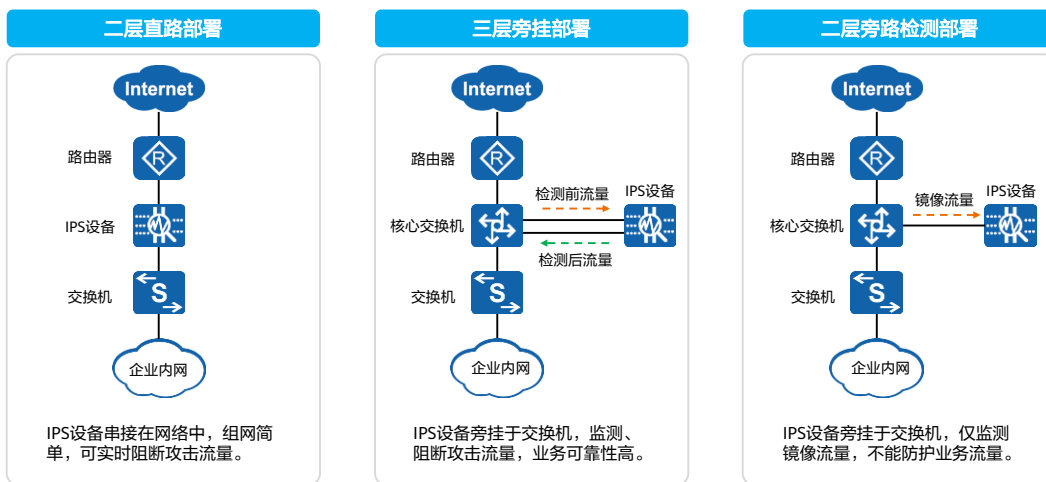 二层直路部署
Internet
路由器
R
IPS设备
交换机
S
企业内网
IPS设备串接在网络中，组网简
单，可实时阻断攻击流量。
三层旁挂部署
Internet
路由器
R
检测前流量
IPS设备
核心交换机
检测后流量
交换机
S
企业内网
IPS设备旁挂于交换机，监测、
阻断攻击流量，业务可靠性高。
二层旁路检测部署
Internet
路由器
R
镜像流量
IPS设备
核心交换机
交换机
S
企业内网
IPS设备旁挂于交换机，仅监测
镜像流量，不能防护业务流量。